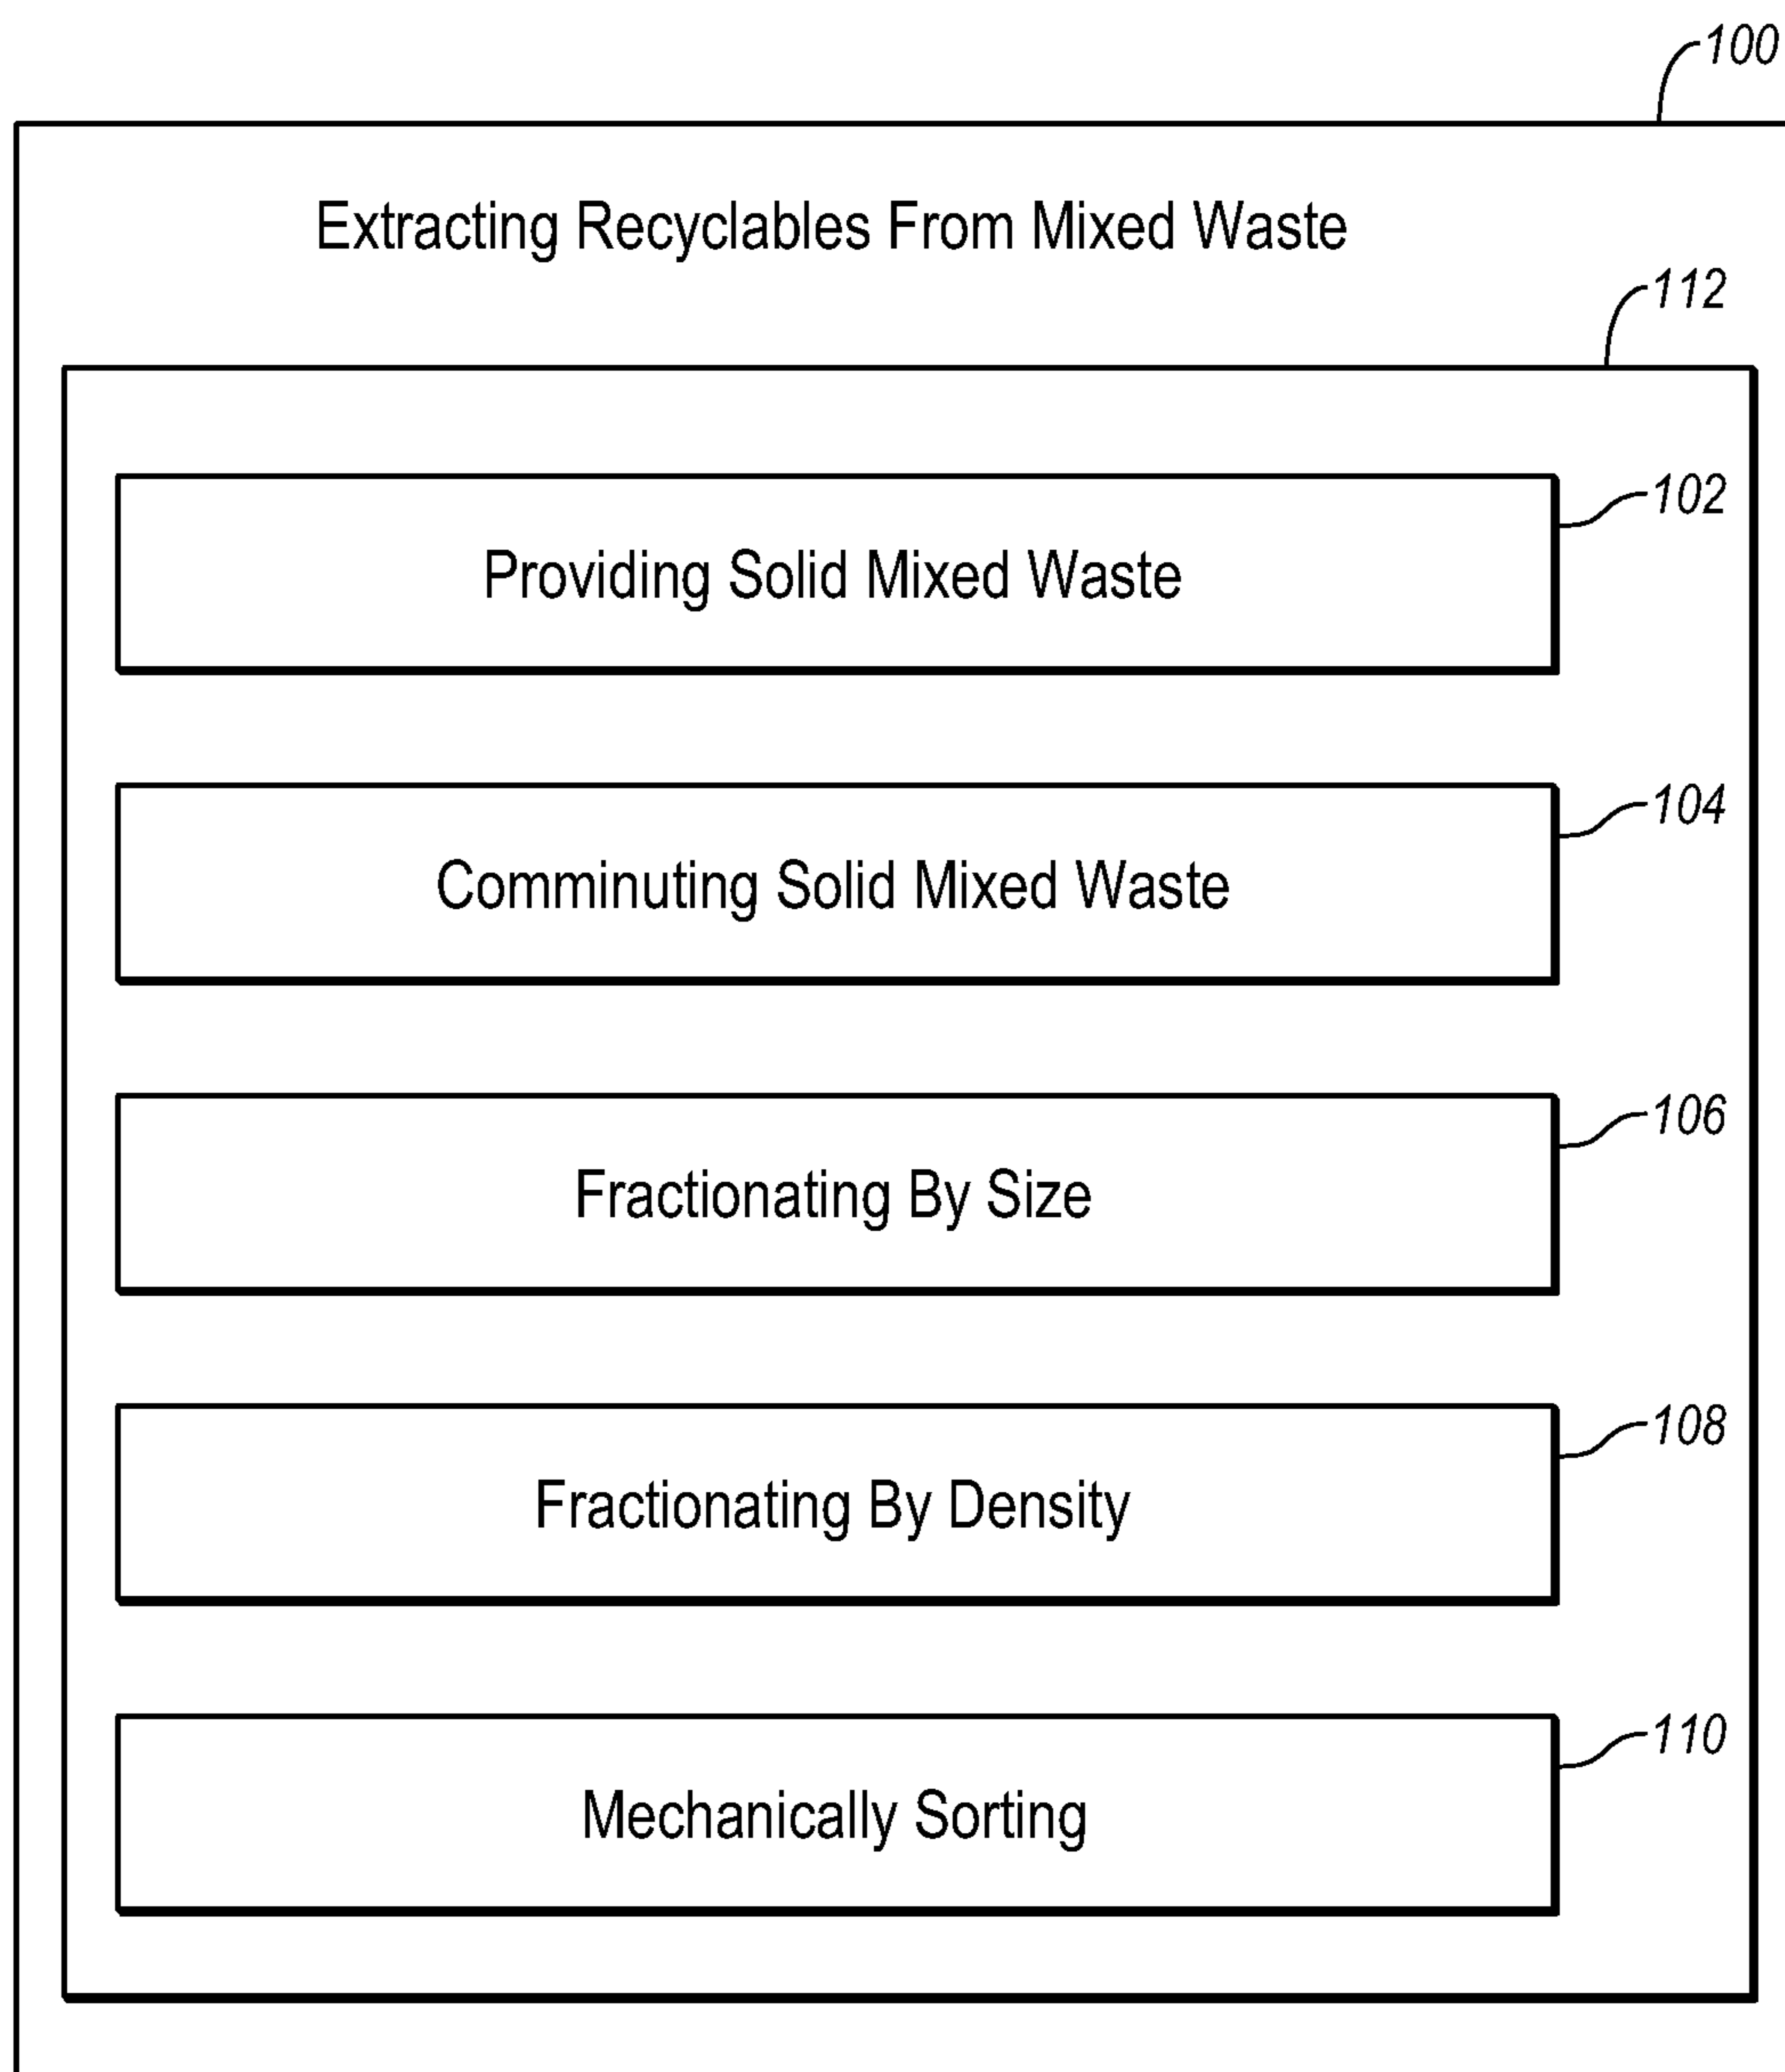 100
Extracting Recyclables From Mixed Waste
112
102
Providing Solid Mixed Waste
104
Comminuting Solid Mixed Waste
106
Fractionating By Size
108
Fractionating By Density
110
Mechanically Sorting